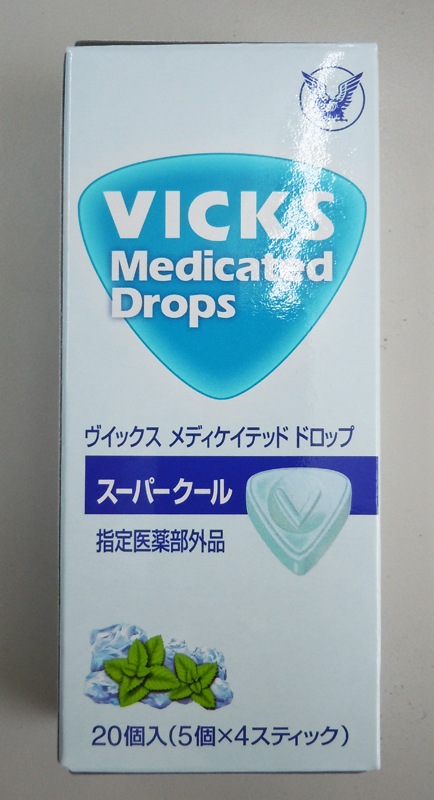 VICKS
Medicated
Drops
ヴイックス メディケイテッド ドロップ
スーパークール
指定医薬部外品
20個入(5個×4スティック)